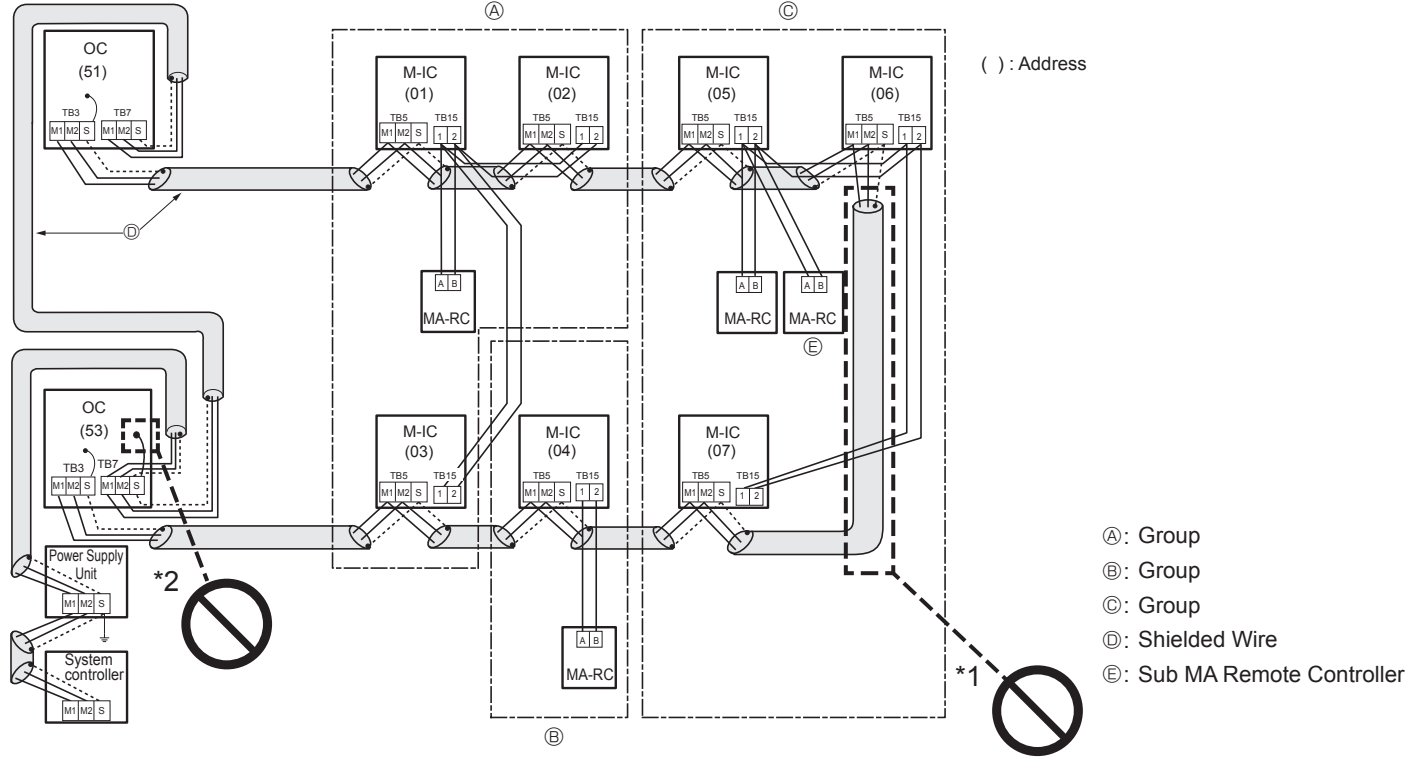 Ⓐ
Ⓒ
OC
(51)
TB3 TB7
M1 M2 S M1 M2 S
M-IC
(01)
TB5 TB15
M1 M2 S 1 2
M-IC
(02)
TB5 TB15
M1 M2 S 1 2
M-IC
(05)
TB5 TB15
M1 M2 S 1 2
M-IC
(06)
TB5 TB15
M1 M2 S 1 2
( ) : Address
Ⓓ
A B
MA-RC
A B
MA-RC
A B
MA-RC
Ⓔ
OC
(53)
TB3 TB7
M1 M2 S M1 M2 S
M-IC
(03)
TB5 TB15
M1 M2 S 1 2
M-IC
(04)
TB5 TB15
M1 M2 S 1 2
M-IC
(07)
TB5 TB15
M1 M2 S 1 2
Power Supply
Unit
M1 M2 S
*2
System
controller
M1 M2 S
A B
MA-RC
*1
Ⓑ
Ⓐ: Group
Ⓑ: Group
Ⓒ: Group
Ⓓ: Shielded Wire
Ⓔ: Sub MA Remote Controller